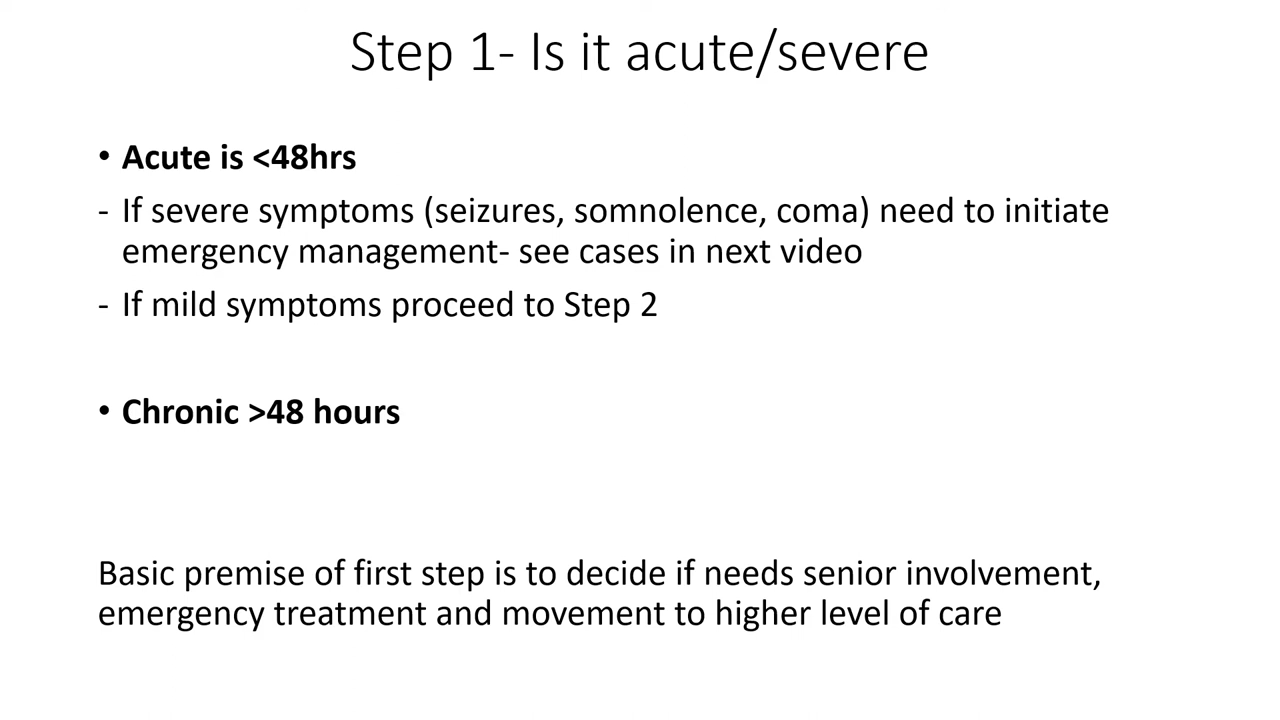 Step 1- Is it acute/severe
• Acute is <48hrs
- If severe symptoms (seizures, somnolence, coma) need to initiate
emergency management- see cases in next video
- If mild symptoms proceed to Step 2
• Chronic >48 hours
Basic premise of first step is to decide if needs senior involvement,
emergency treatment and movement to higher level of care